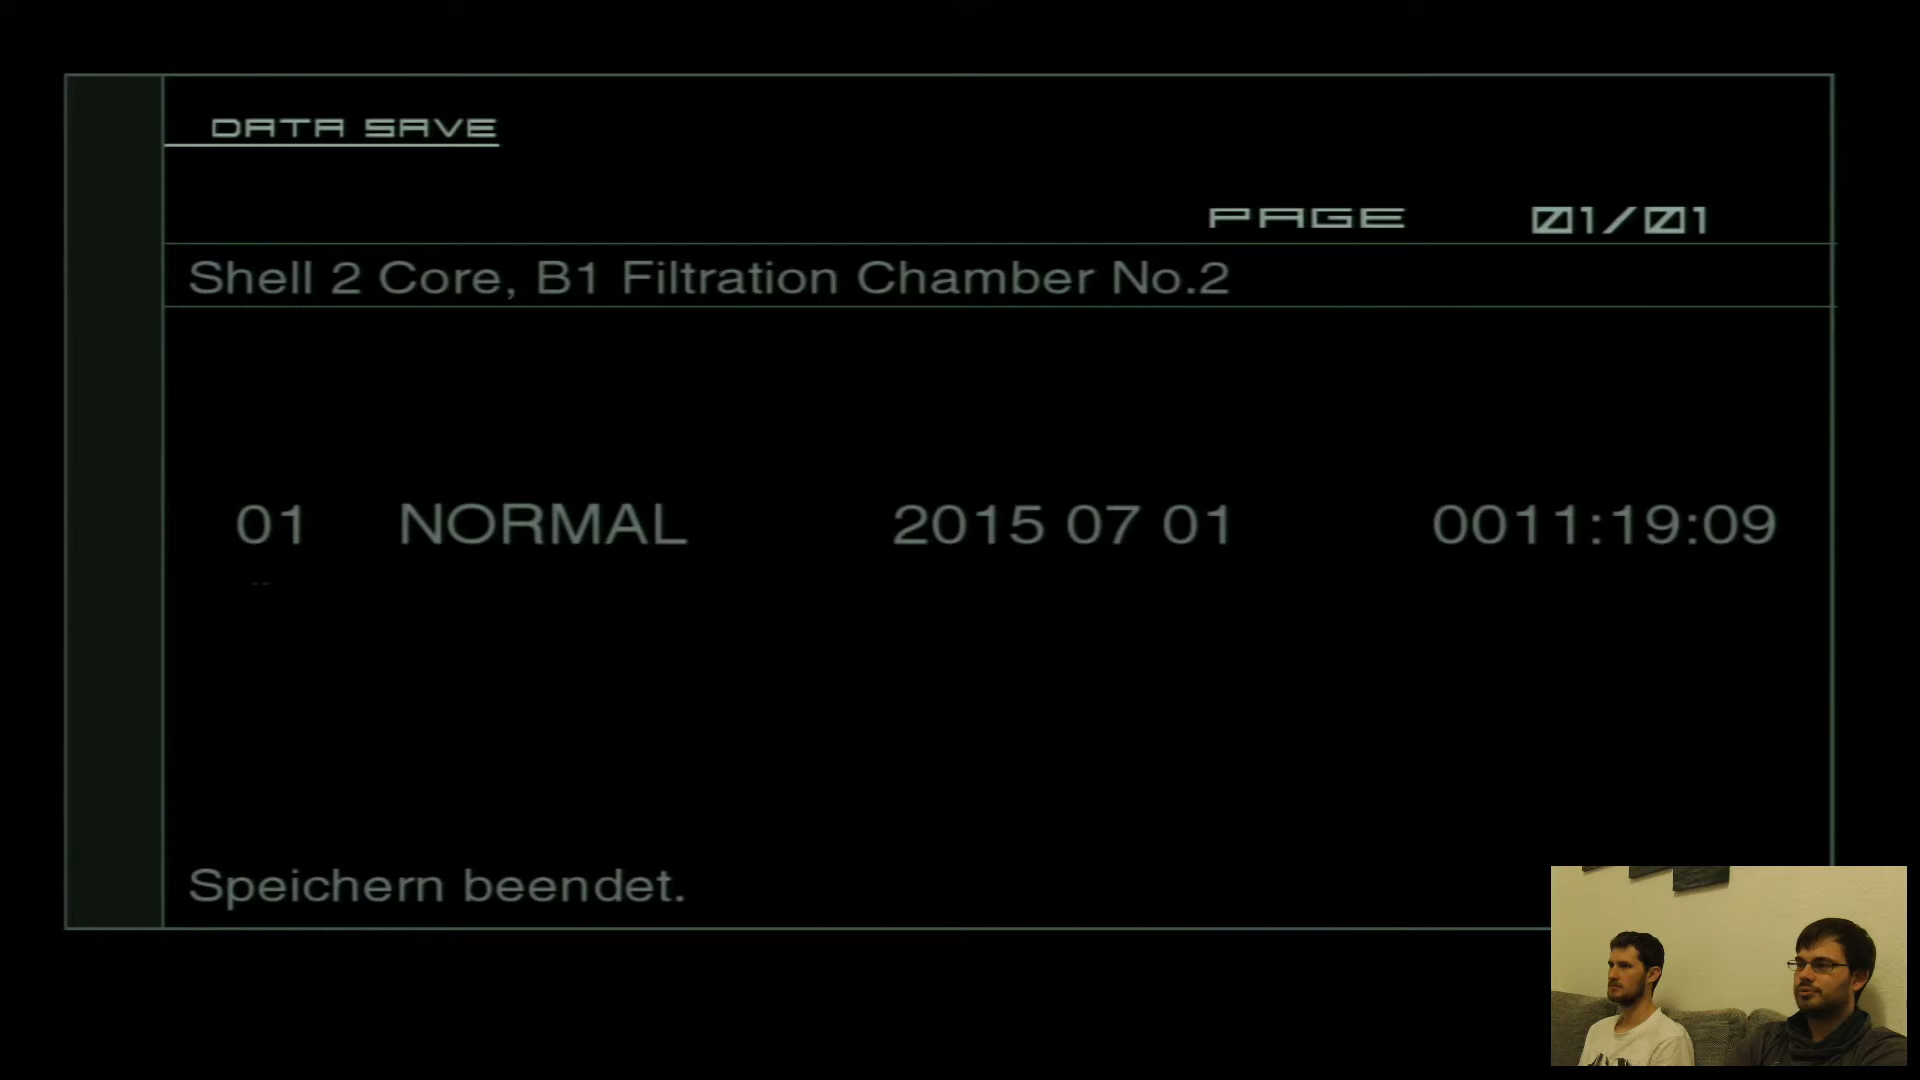 DATA SAVE
PAGE 01/01
Shell 2 Core, B1 Filtration Chamber No.2
01 NORMAL 2015 07 01 0011:19:09
--
Speichern beendet.